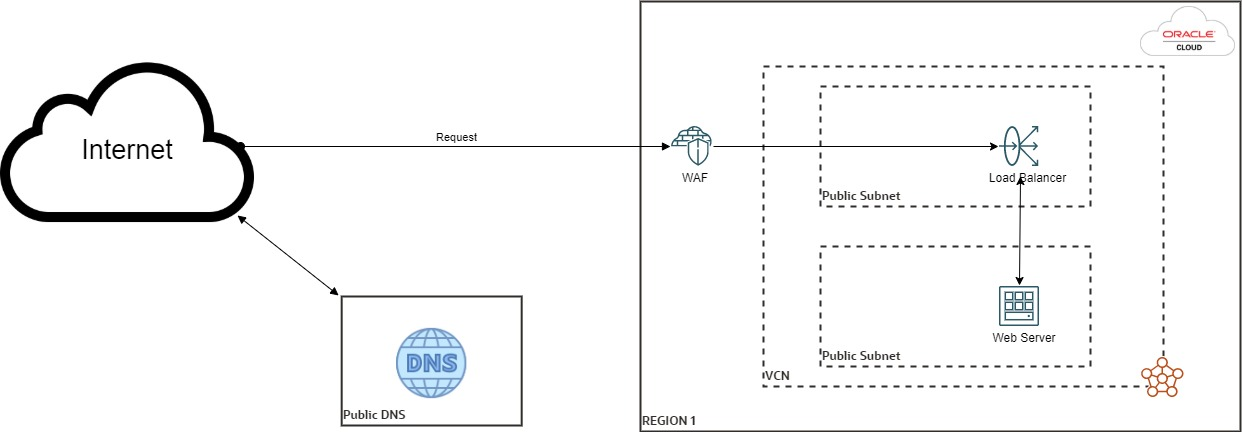 ORACLE
CLOUD
Internet
Request
WAF
Load Balancer
Public Subnet
DNS
Public DNS
Web Server
Public Subnet
VCN
REGION 1